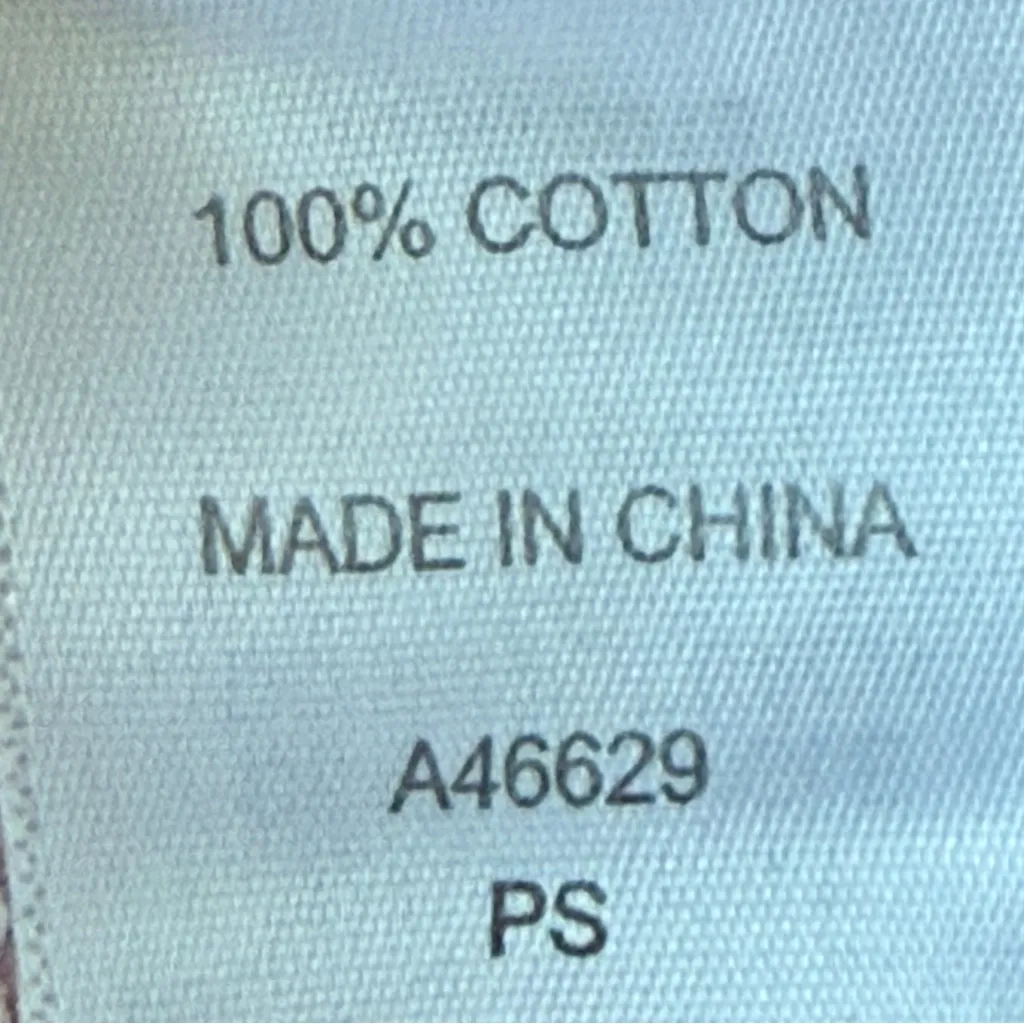 100% COTTON
MADE IN CHINA
A46629
PS